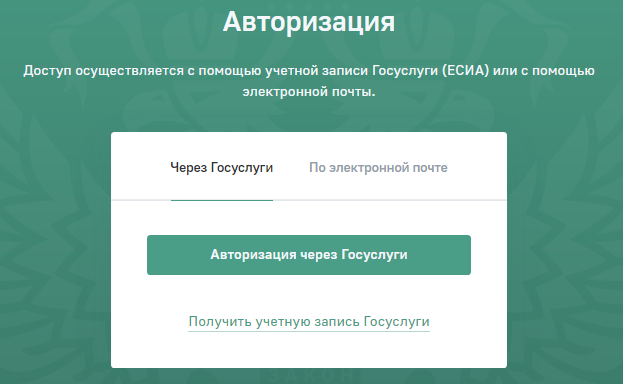 Авторизация
Доступ осуществляется с помощью учетной записи Госуслуги (ЕСИА) или с помощью
электронной почты.
Через Госуслуги
По электронной почте
Авторизация через Госуслуги
Получить учетную запись Госуслуги
ЗАКОН